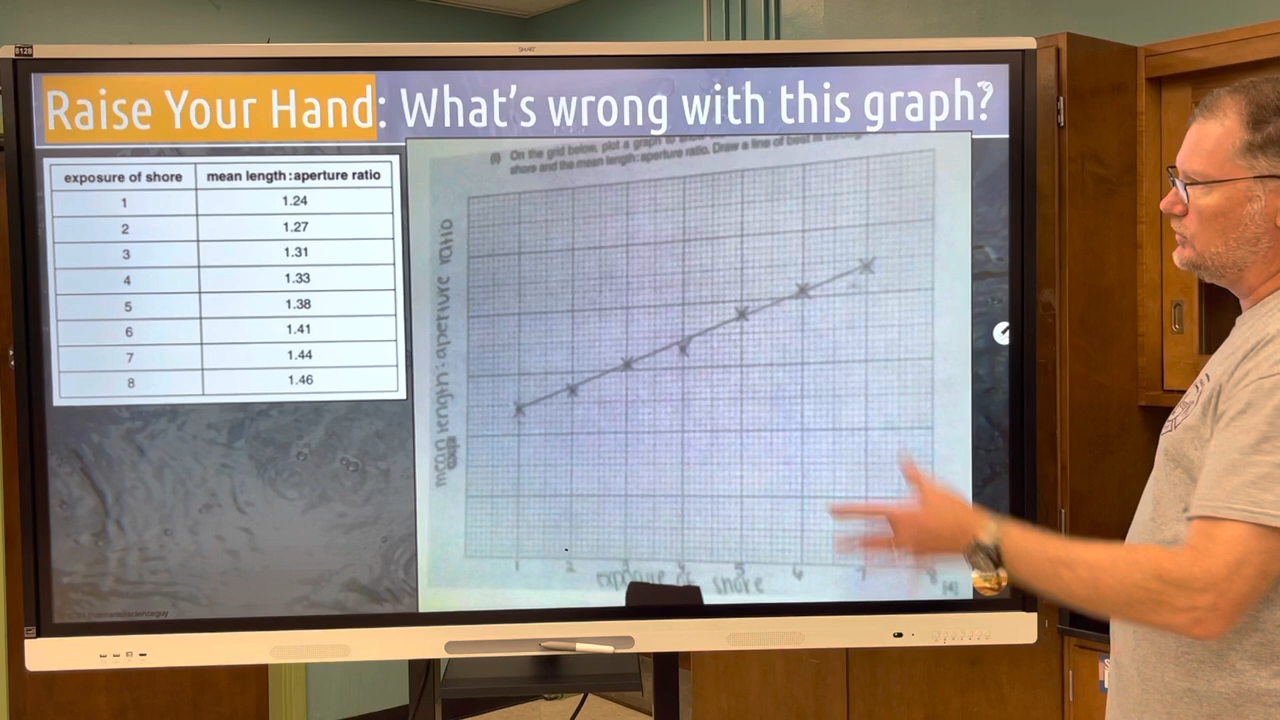 8128
SMART
Raise Your Hand: What's wrong with this graph?
exposure of shore mean length:aperture ratio
1 1.24
2 1.27
3 1.31
4 1.33
5 1.38
6 1.41
7 1.44
8 1.46
(i) On the grid below, plot a graph to
shore and the mean length:aperture ratio. Draw a line of best
mean length: aperture ratio
1 2 3 4 5 6 7 8
exposure of shore
[4]